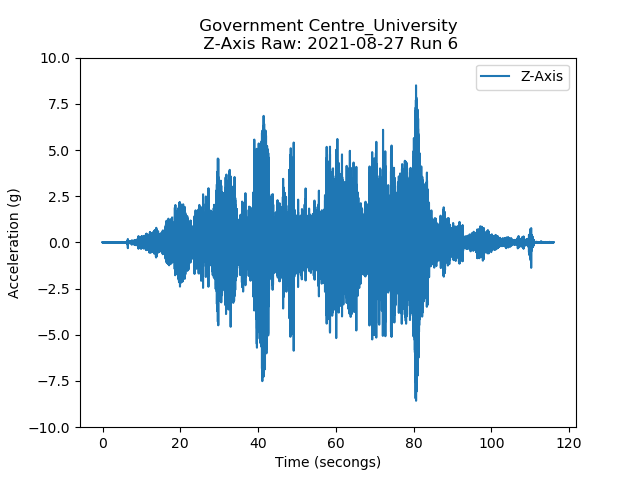 Government Centre_University
Z-Axis Raw: 2021-08-27 Run 6
Z-Axis
10.0
7.5
5.0
2.5
0.0
−2.5
−5.0
−7.5
−10.0
Acceleration (g)
0 20 40 60 80 100 120
Time (secongs)